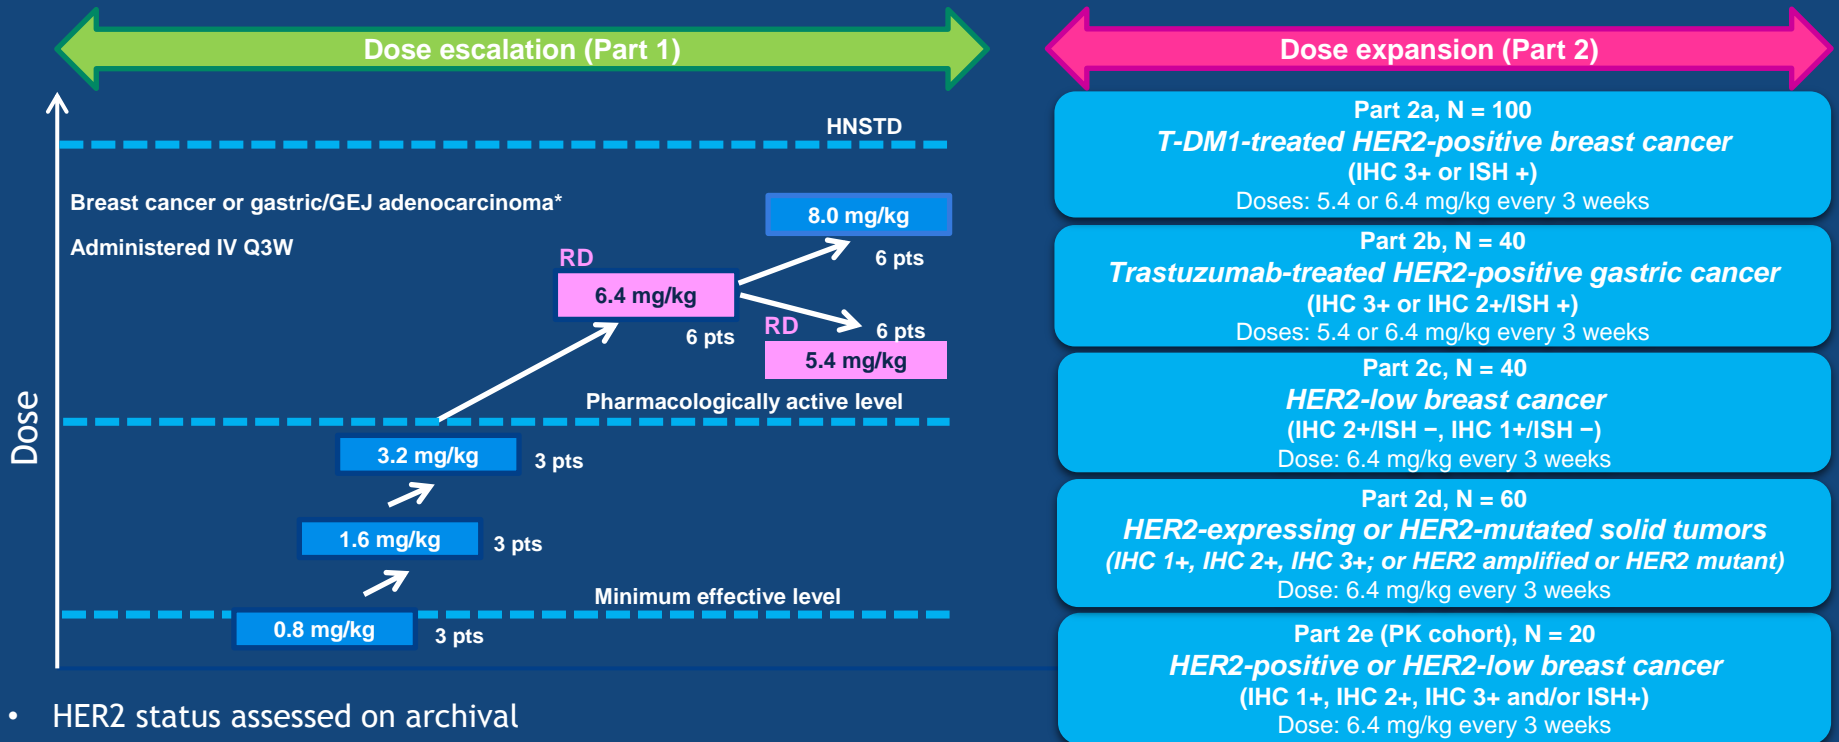 Dose escalation (Part 1)
HNSTD
Breast cancer or gastric/GEJ adenocarcinoma*
Administered IV Q3W
8.0 mg/kg
6 pts
RD
6.4 mg/kg
6 pts
RD
6 pts
5.4 mg/kg
Pharmacologically active level
3.2 mg/kg
3 pts
1.6 mg/kg
3 pts
Minimum effective level
0.8 mg/kg
3 pts
Dose
• HER2 status assessed on archival
Dose expansion (Part 2)
Part 2a, N = 100
T-DM1-treated HER2-positive breast cancer
(IHC 3+ or ISH +)
Doses: 5.4 or 6.4 mg/kg every 3 weeks
Part 2b, N = 40
Trastuzumab-treated HER2-positive gastric cancer
(IHC 3+ or IHC 2+/ISH +)
Doses: 5.4 or 6.4 mg/kg every 3 weeks
Part 2c, N = 40
HER2-low breast cancer
(IHC 2+/ISH −, IHC 1+/ISH −)
Dose: 6.4 mg/kg every 3 weeks
Part 2d, N = 60
HER2-expressing or HER2-mutated solid tumors
(IHC 1+, IHC 2+, IHC 3+; or HER2 amplified or HER2 mutant)
Dose: 6.4 mg/kg every 3 weeks
Part 2e (PK cohort), N = 20
HER2-positive or HER2-low breast cancer
(IHC 1+, IHC 2+, IHC 3+ and/or ISH+)
Dose: 6.4 mg/kg every 3 weeks